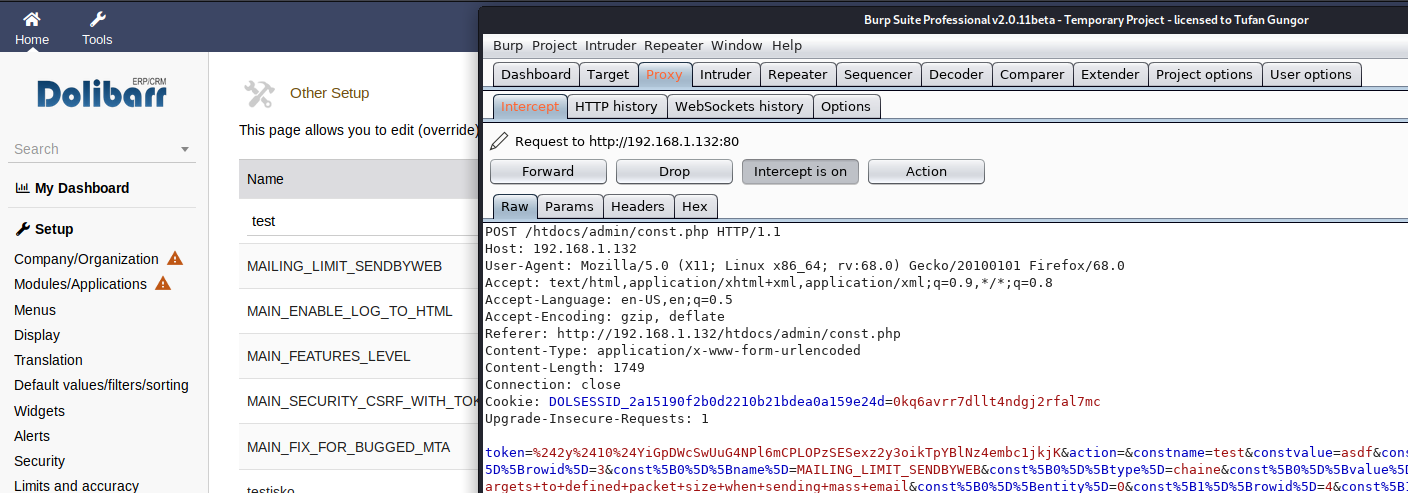 Home
Tools
ERP/CRM
Dolibarr
Search
My Dashboard
Setup
Company/Organization
Modules/Applications
Menus
Display
Translation
Default values/filters/sorting
Widgets
Alerts
Security
Limits and accuracy
Other Setup
This page allows you to edit (override)
Name
test
MAILING_LIMIT_SENDBYWEB
MAIN_ENABLE_LOG_TO_HTML
MAIN_FEATURES_LEVEL
MAIN_SECURITY_CSRF_WITH_TOK
MAIN_FIX_FOR_BUGGED_MTA
testisko
Burp Suite Professional v2.0.11beta - Temporary Project - licensed to Tufan Gungor
Burp Project Intruder Repeater Window Help
Dashboard Target Proxy Intruder Repeater Sequencer Decoder Comparer Extender Project options User options
Intercept HTTP history WebSockets history Options
Request to http://192.168.1.132:80
Forward Drop Intercept is on Action
Raw Params Headers Hex
POST /htdocs/admin/const.php HTTP/1.1
Host: 192.168.1.132
User-Agent: Mozilla/5.0 (X11; Linux x86_64; rv:68.0) Gecko/20100101 Firefox/68.0
Accept: text/html,application/xhtml+xml,application/xml;q=0.9,*/*;q=0.8
Accept-Language: en-US,en;q=0.5
Accept-Encoding: gzip, deflate
Referer: http://192.168.1.132/htdocs/admin/const.php
Content-Type: application/x-www-form-urlencoded
Content-Length: 1749
Connection: close
Cookie: DOLSESSID_2a15190f2b0d2210b21bdea0a159e24d=0kq6avrr7dllt4ndgj2rfal7mc
Upgrade-Insecure-Requests: 1
token=%242y%2410%24YiGpDWcSwUuG4NPl6mCPLOPzSESexz2y3oikTpYBlNz4embc1jkjK&action=&constname=test&constvalue=asdf&cons
5D%5Browid%5D=3&const%5B0%5D%5Bname%5D=MAILING_LIMIT_SENDBYWEB&const%5B0%5D%5Btype%5D=chaine&const%5B0%5D%5Bvalue%5D
argets+to+defined+packet+size+when+sending+mass+email&const%5B0%5D%5Bentity%5D=0&const%5B1%5D%5Browid%5D=4&const%5B1